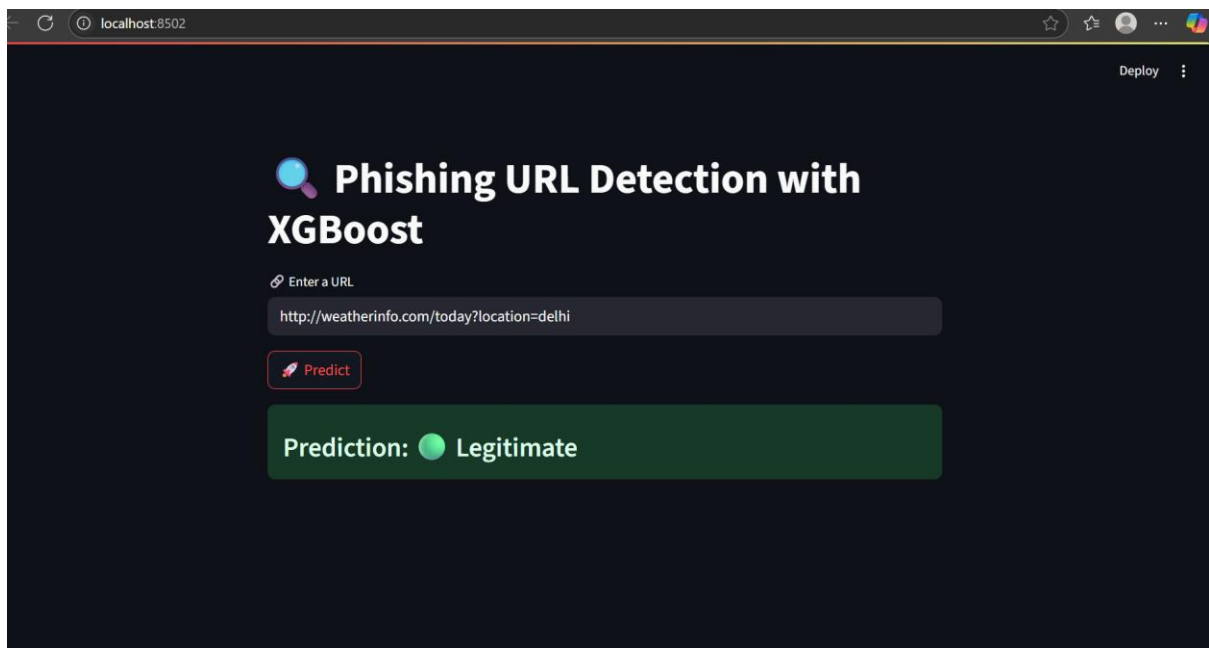 localhost:8502
Deploy
🔍 Phishing URL Detection with
XGBoost
🔗 Enter a URL
http://weatherinfo.com/today?location=delhi
🚀 Predict
Prediction: 🟢 Legitimate